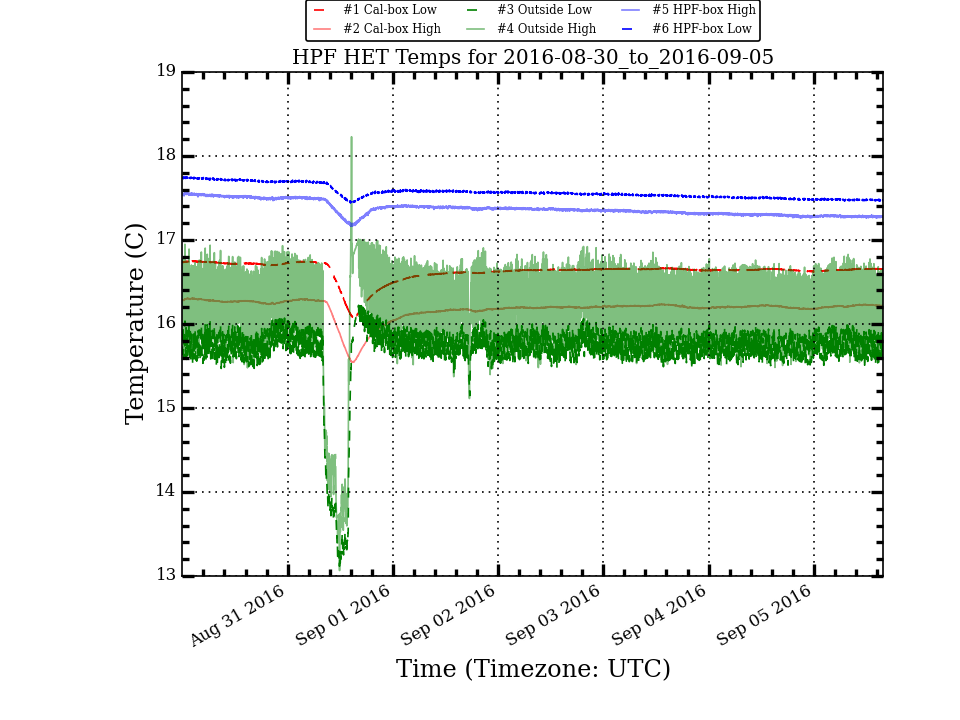 #1 Cal-box Low #3 Outside Low #5 HPF-box High
#2 Cal-box High #4 Outside High #6 HPF-box Low
HPF HET Temps for 2016-08-30_to_2016-09-05
19
18
17
16
15
14
13
Temperature (C)
Aug 31 2016
Sep 01 2016
Sep 02 2016
Sep 03 2016
Sep 04 2016
Sep 05 2016
Time (Timezone: UTC)